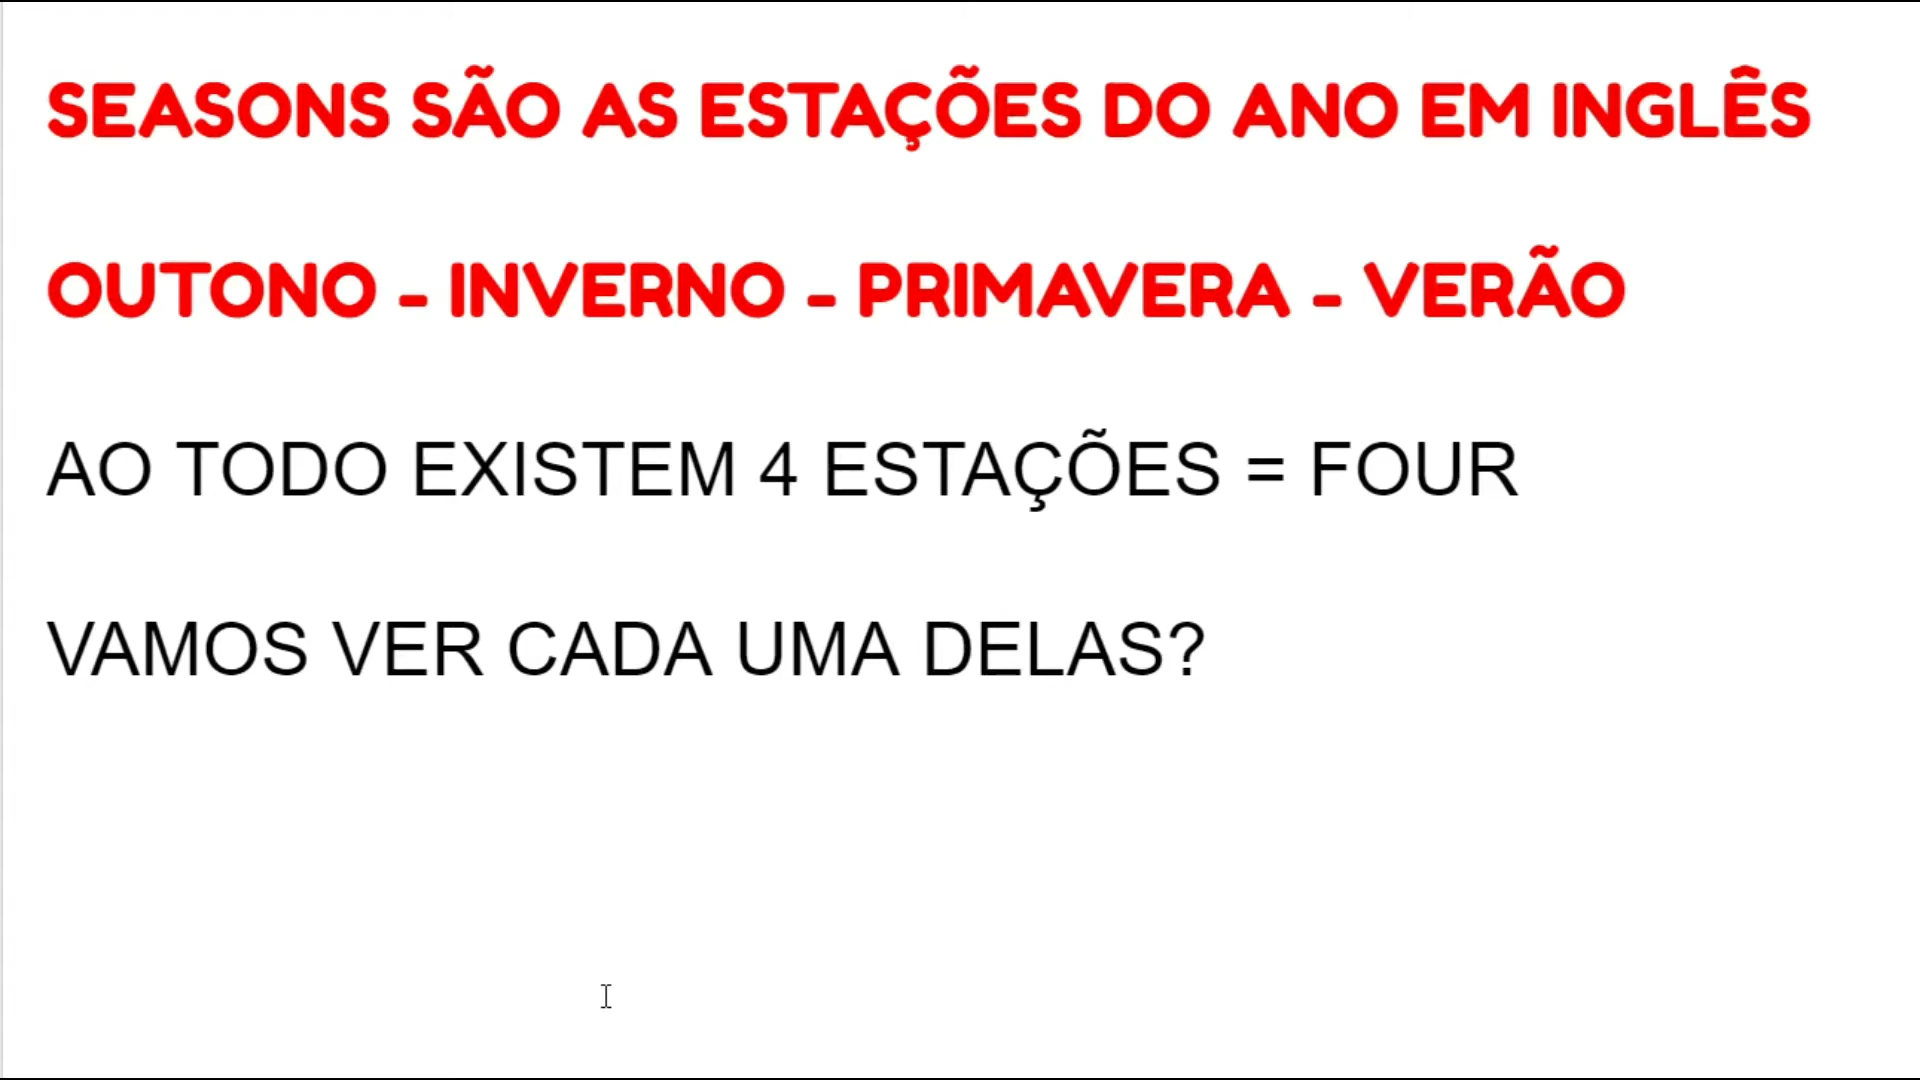 SEASONS SÃO AS ESTAÇÕES DO ANO EM INGLÊS
OUTONO - INVERNO - PRIMAVERA - VERÃO
AO TODO EXISTEM 4 ESTAÇÕES = FOUR
VAMOS VER CADA UMA DELAS?